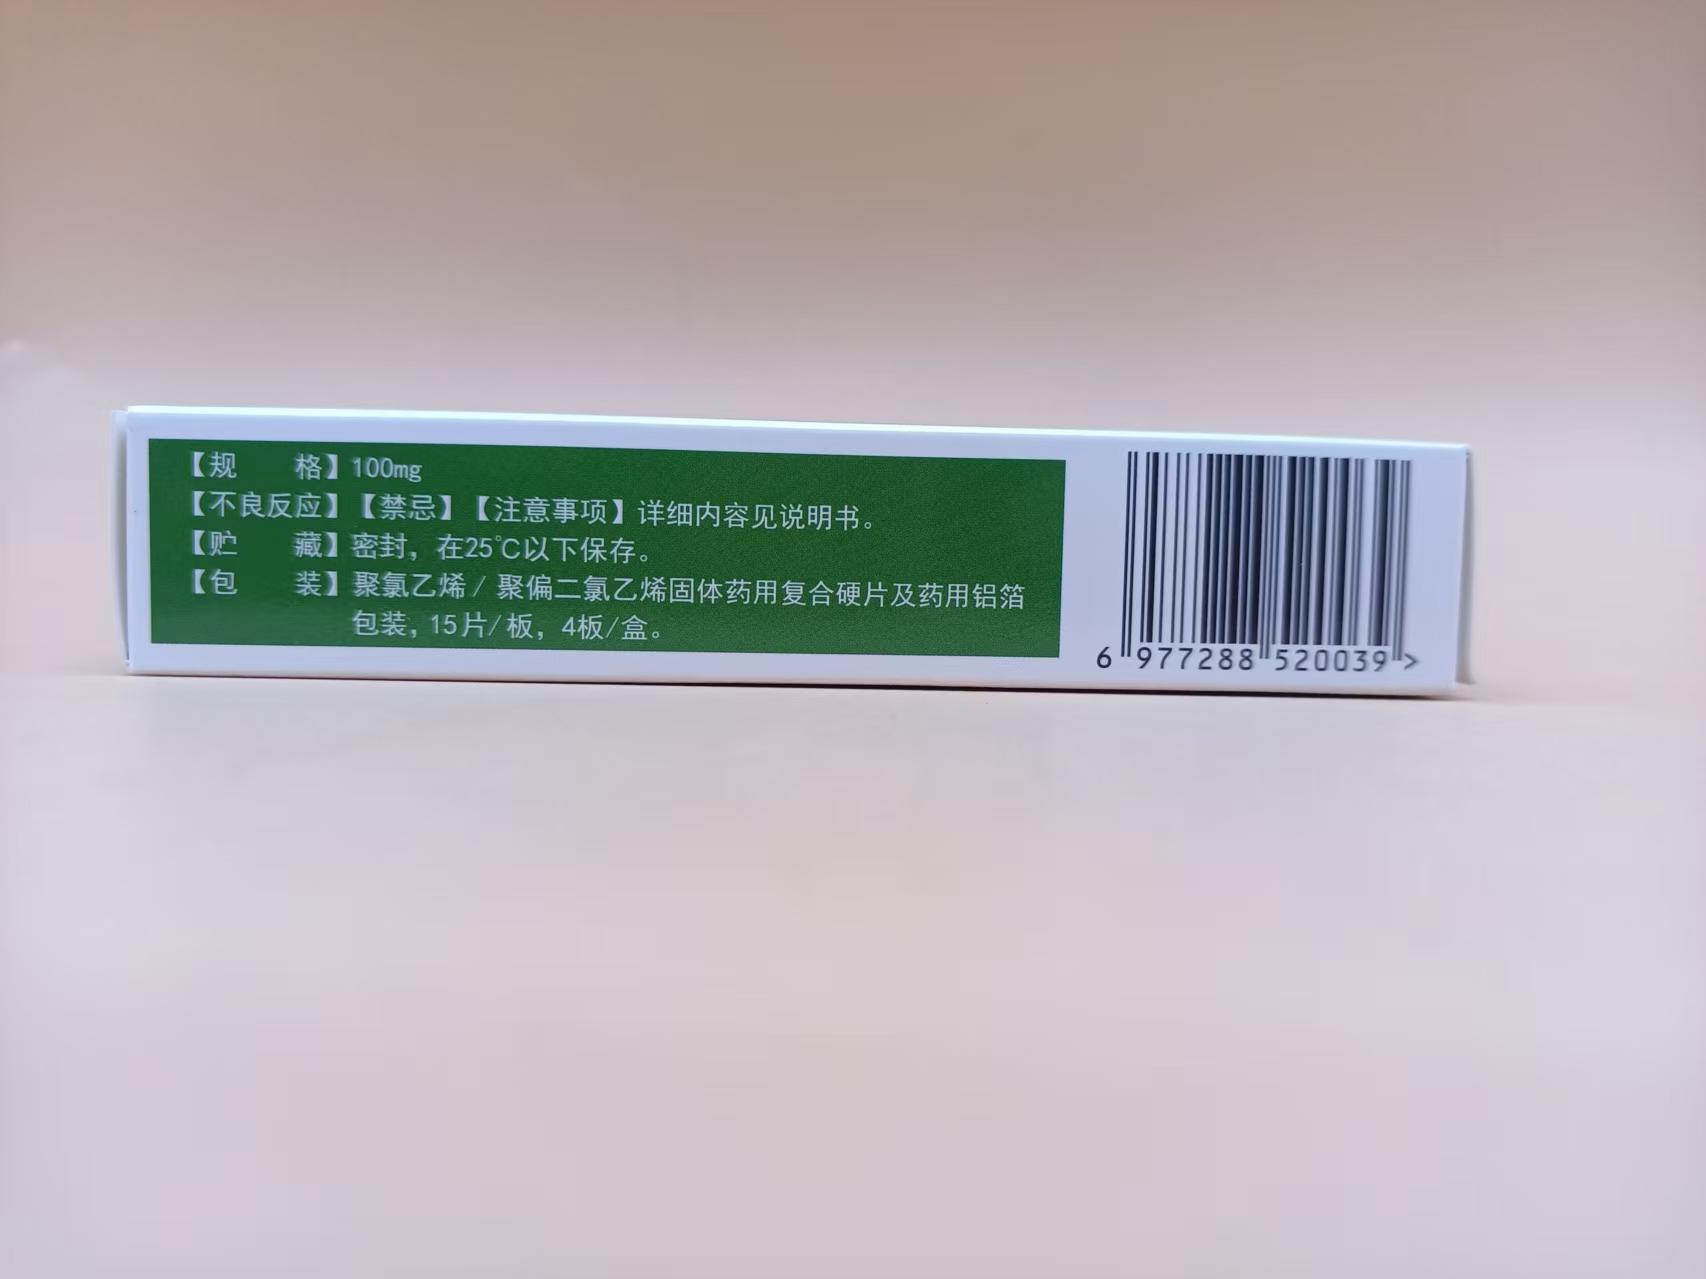 【规　　格】100mg
【不良反应】【禁忌】【注意事项】详细内容见说明书。
【贮　　藏】密封，在25℃以下保存。
【包　　装】聚氯乙烯/聚偏二氯乙烯固体药用复合硬片及药用铝箔
包装，15片/板，4板/盒。
6 977288 520039 >